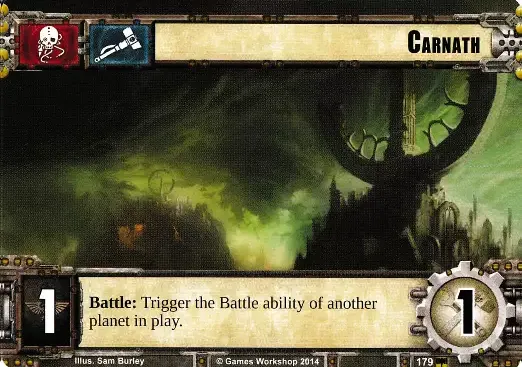 CARNATH
1
Battle: Trigger the Battle ability of another
planet in play.
1
Illus. Sam Burley
© Games Workshop 2014
179